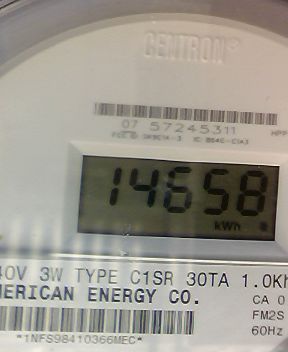 CENTRON®
07 57245311
14658
kWh
40V 3W TYPE C1SR 30TA 1.0Kh
MERICAN ENERGY CO.
CA 0
FM2S
60Hz
*1NFS98410366MEC*